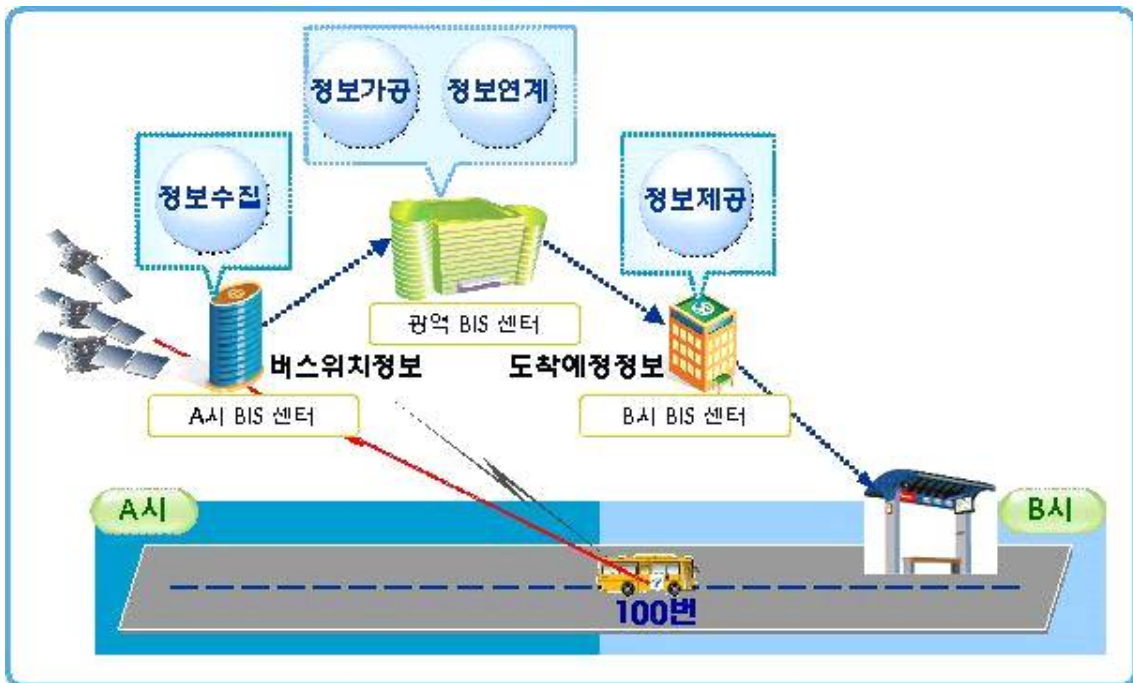 정보가공
정보연계
정보수집
정보제공
광역 BIS 센터
버스위치정보
도착예정정보
A시 BIS 센터
B시 BIS 센터
A시
B시
100번